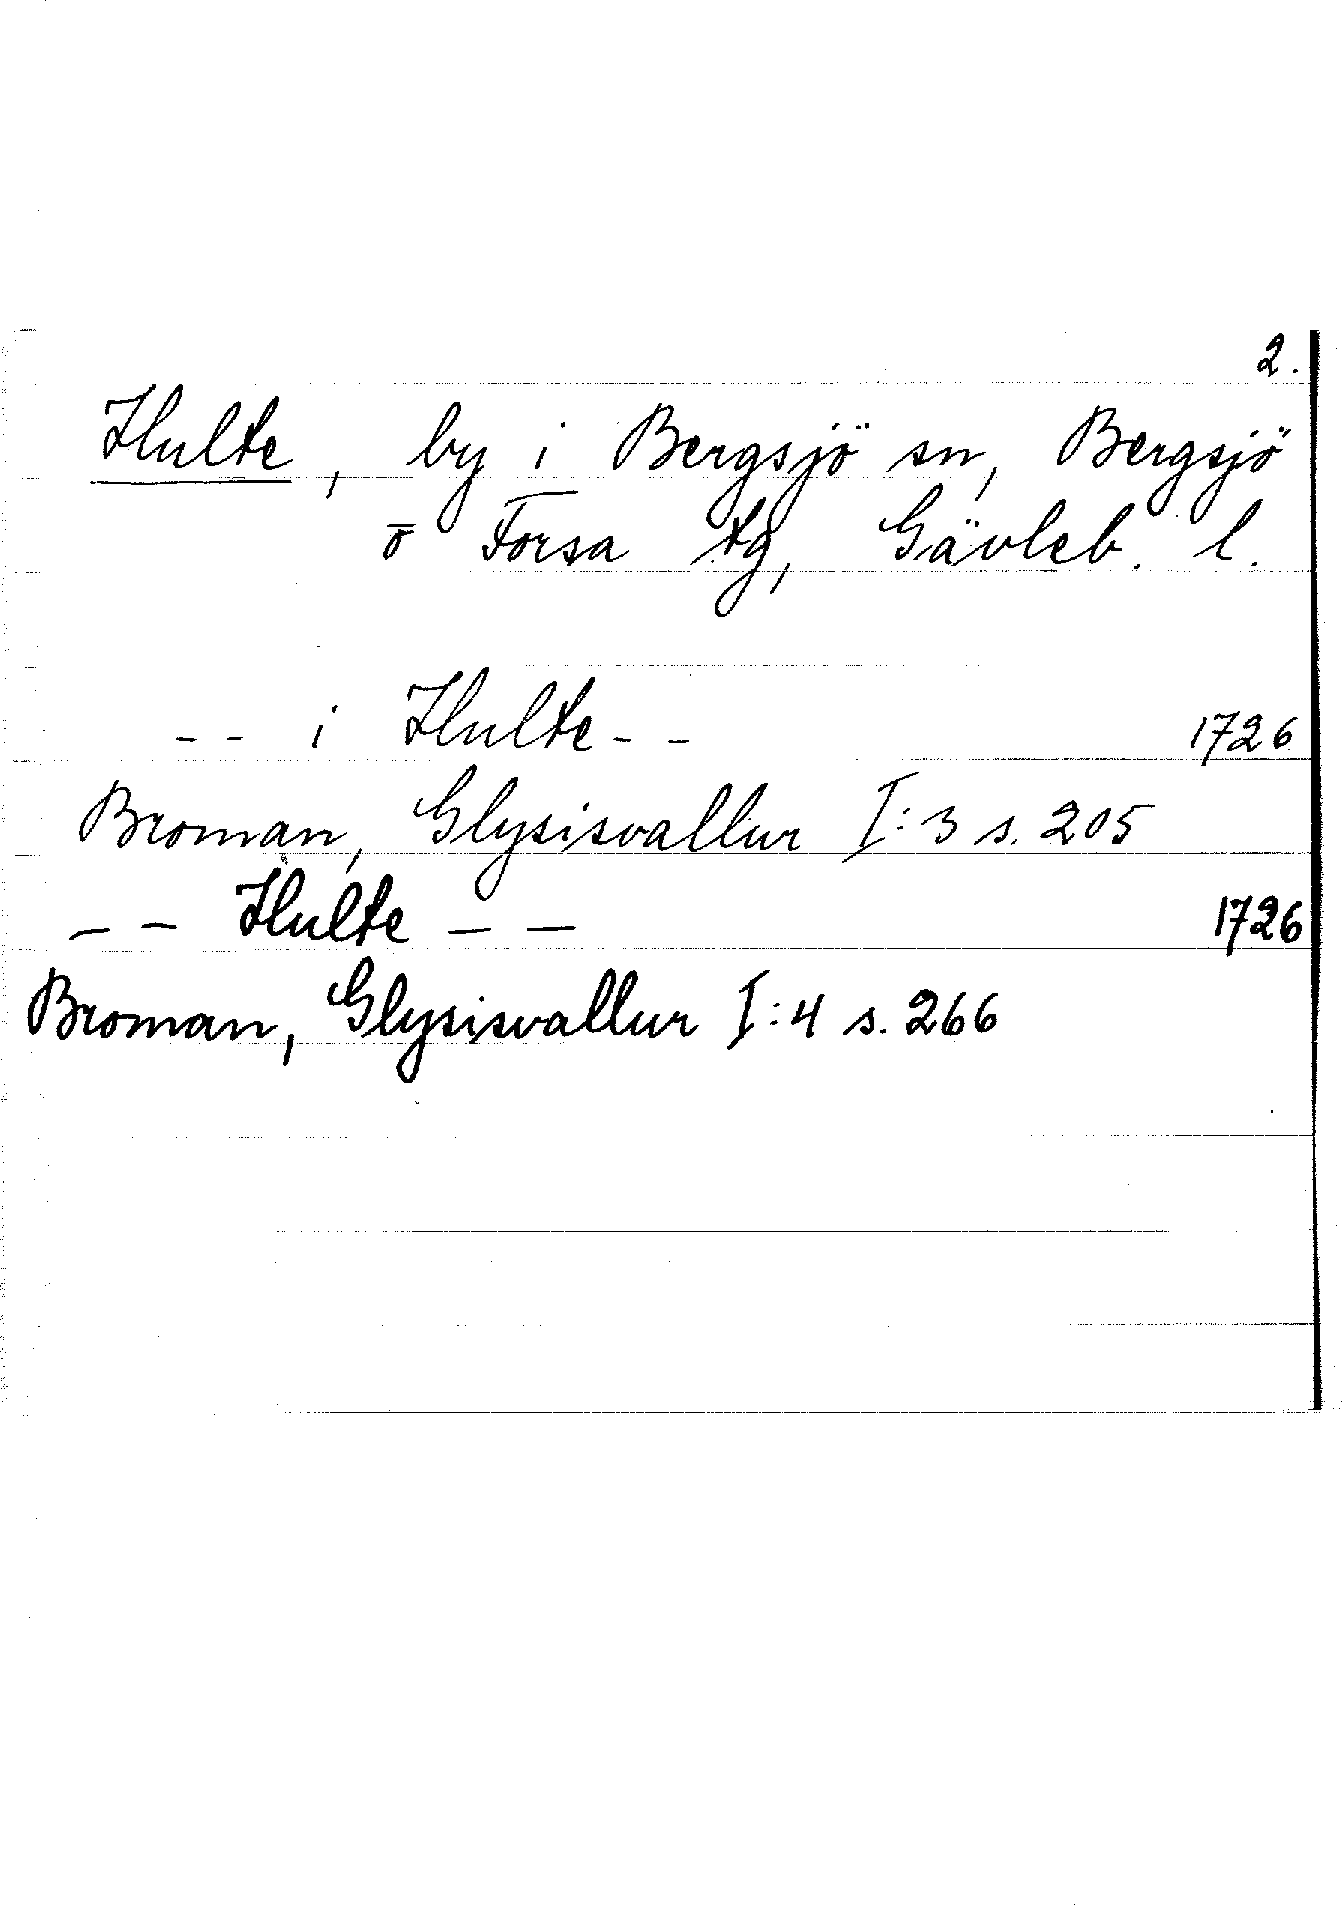 2.
Hulte, by i Bergsjö sn, Bergsjö
o̅ Forsa tg, Gävleb. l.
-- i Hulte-- 1726
Broman, Glysisvallur I:3 s. 205
-- Hulte -- 1726
Broman, Glysisvallur I:4 s. 266